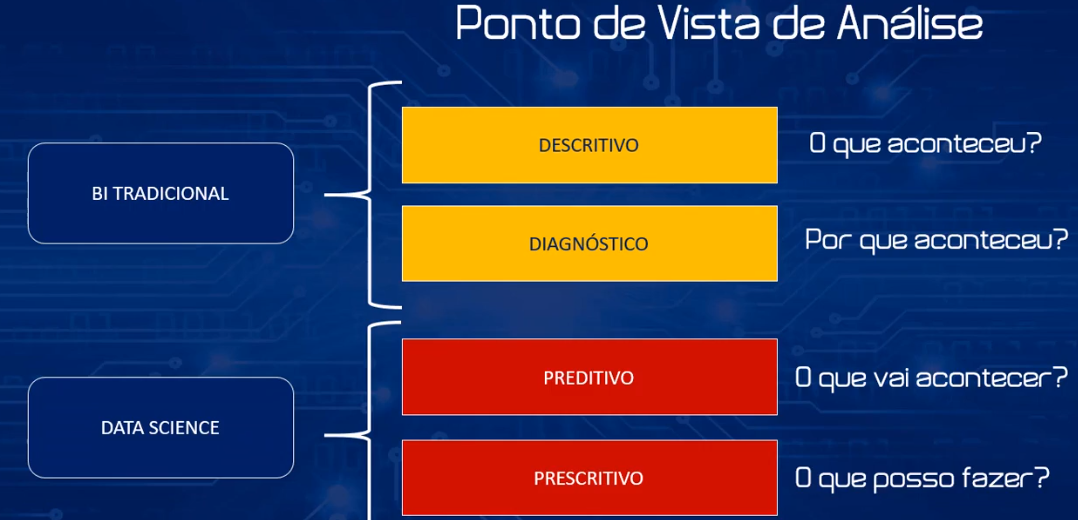 Ponto de Vista de Análise
BI TRADICIONAL
DESCRITIVO
O que aconteceu?
DIAGNÓSTICO
Por que aconteceu?
DATA SCIENCE
PREDITIVO
O que vai acontecer?
PRESCRITIVO
O que posso fazer?